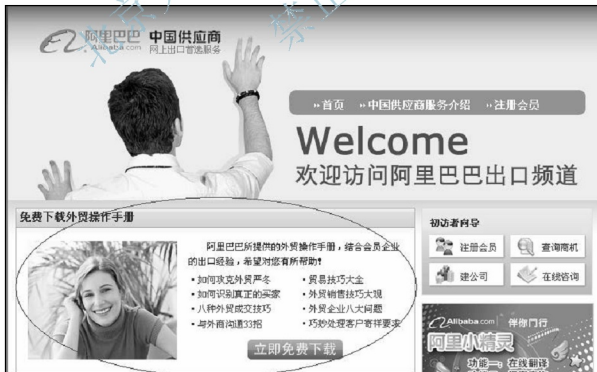 阿里巴巴 中国供应商
Alibaba.com 网上出口首选服务
首页 中国供应商服务介绍 注册会员
Welcome
欢迎访问阿里巴巴出口频道
免费下载外贸操作手册
阿里巴巴所提供的外贸操作手册，结合会员企业
的出口经验，希望对您有所帮助！
• 如何攻克外贸严冬 • 贸易技巧大全
• 如何识别真正的买家 • 外贸销售技巧大观
• 八种外贸成交技巧 • 外贸企业八大问题
• 与外商沟通33招 • 巧妙处理客户寄样要求
立即免费下载
初访者向导
注册会员 查询商机
建公司 在线咨询
Alibaba.com 伴你同行
阿里小精灵
功能一：在线翻译